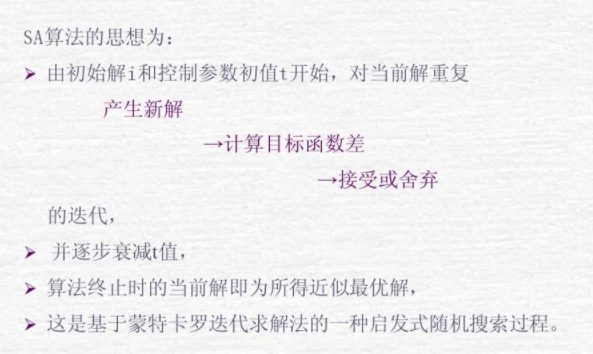 SA算法的思想为：
➢ 由初始解i和控制参数初值t开始，对当前解重复
产生新解
→计算目标函数差
→接受或舍弃
的迭代，
➢ 并逐步衰减t值，
➢ 算法终止时的当前解即为所得近似最优解，
➢ 这是基于蒙特卡罗迭代求解法的一种启发式随机搜索过程。